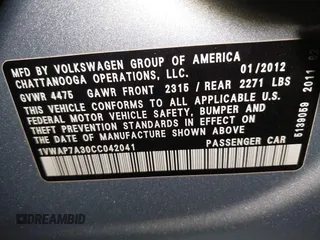 MFD BY VOLKSWAGEN GROUP OF AMERICA
CHATTANOOGA OPERATIONS, LLC. 01/2012
GVWR 4475 GAWR FRONT 2315 / REAR 2271 LBS
THIS VEHICLE CONFORMS TO ALL APPLICABLE U.S.
FEDERAL MOTOR VEHICLE SAFETY, BUMPER AND
THEFT PREVENTION STANDARDS IN EFFECT ON
THE DATE OF MANUFACTURE SHOWN ABOVE
1VWAP7A30CC042041 PASSENGER CAR
5139059 2011
DREAMBID